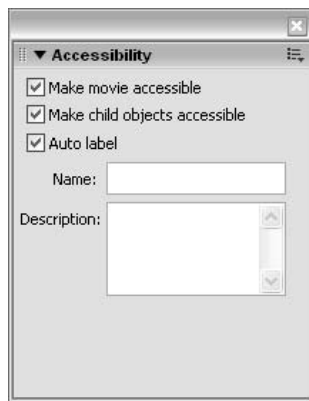 Accessibility
Make movie accessible
Make child objects accessible
Auto label
Name:
Description: